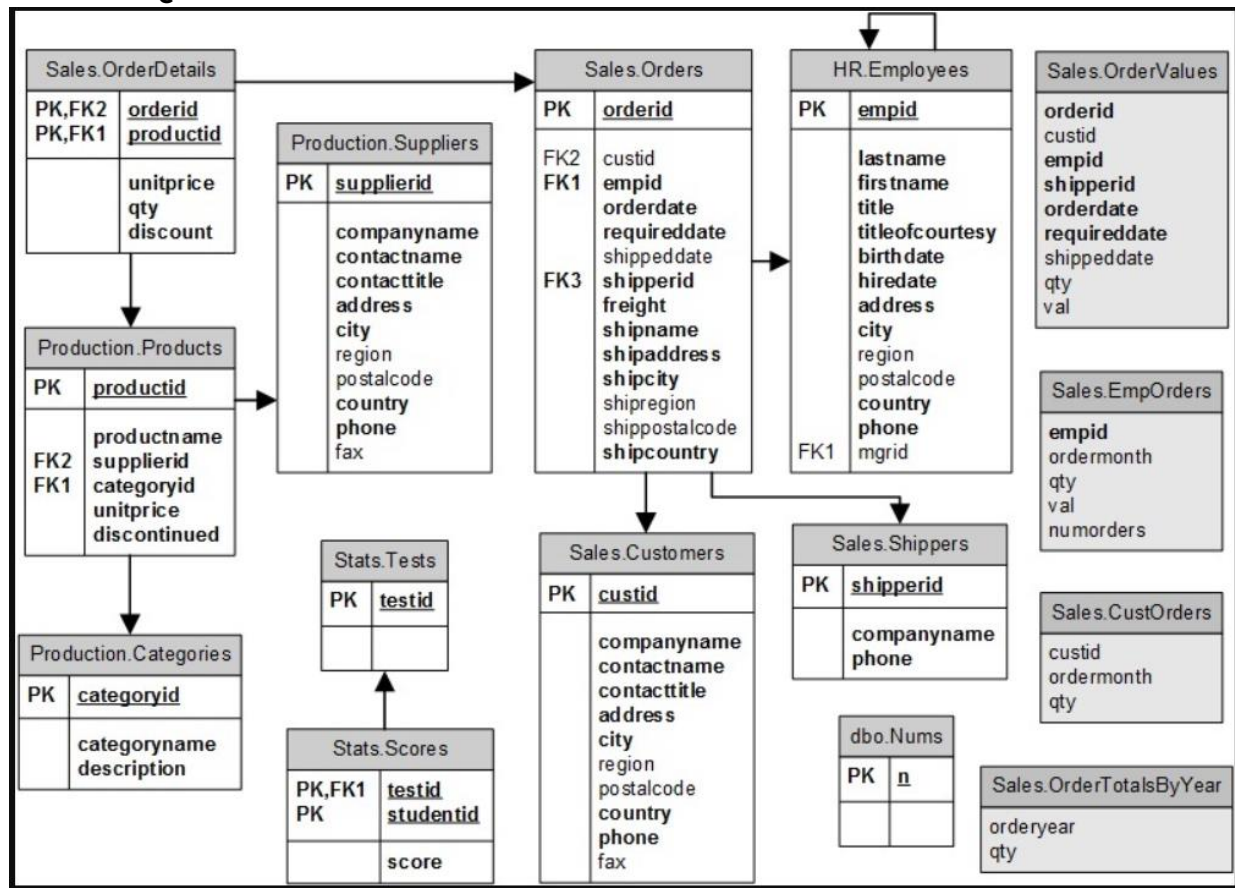 Sales.OrderDetails
PK,FK2 orderid
PK,FK1 productid
unitprice
qty
discount
Production.Suppliers
PK supplierid
companyname
contactname
contacttitle
address
city
region
postalcode
country
phone
fax
Sales.Orders
PK orderid
FK2 custid
FK1 empid
orderdate
requireddate
shippeddate
FK3 shipperid
freight
shipname
shipaddress
shipcity
shipregion
shippostalcode
shipcountry
HR.Employees
PK empid
lastname
firstname
title
titleofcourtesy
birthdate
hiredate
address
city
region
postalcode
country
phone
FK1 mgrid
Sales.OrderValues
orderid
custid
empid
shipperid
orderdate
requireddate
shippeddate
qty
val
Production.Products
PK productid
productname
FK2 supplierid
FK1 categoryid
unitprice
discontinued
Sales.EmpOrders
empid
ordermonth
qty
val
numorders
Stats.Tests
PK testid
Sales.Customers
PK custid
companyname
contactname
contacttitle
address
city
region
postalcode
country
phone
fax
Sales.Shippers
PK shipperid
companyname
phone
Sales.CustOrders
custid
ordermonth
qty
Production.Categories
PK categoryid
categoryname
description
Stats.Scores
PK,FK1 testid
PK studentid
score
dbo.Nums
PK n
Sales.OrderTotalsByYear
orderyear
qty